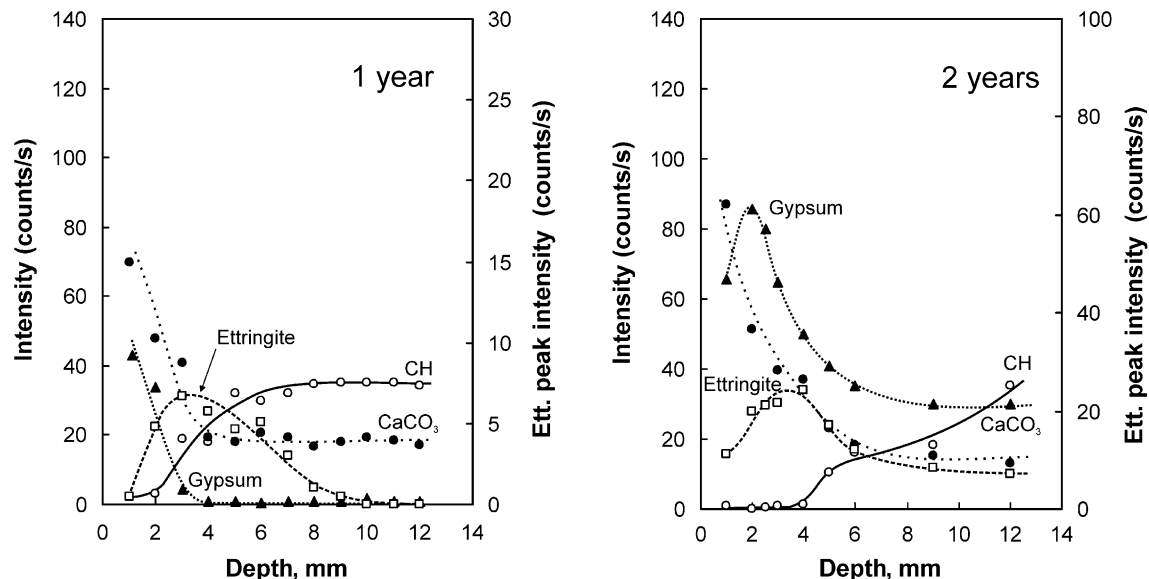 140
120
100
80
60
40
20
0
Intensity (counts/s)
30
25
20
15
10
5
0
Ett. peak intensity (counts/s)
1 year
Ettringite
CH
CaCO₃
Gypsum
0 2 4 6 8 10 12 14
Depth, mm
140
120
100
80
60
40
20
0
Intensity (counts/s)
100
80
60
40
20
0
Ett. peak intensity (counts/s)
2 years
Gypsum
CH
Ettringite
CaCO₃
0 2 4 6 8 10 12 14
Depth, mm